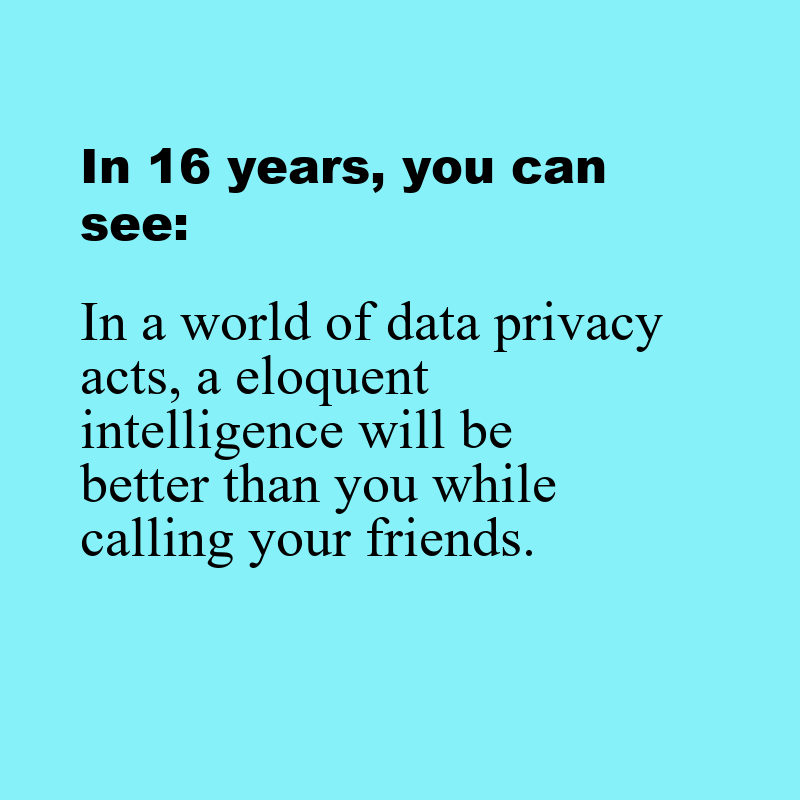 In 16 years, you can
see:
In a world of data privacy
acts, a eloquent
intelligence will be
better than you while
calling your friends.